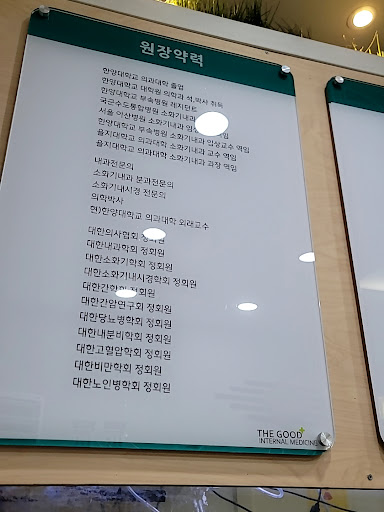 원장약력
한양대학교 의과대학 졸업
한양대학교 대학원 의학과 석,박사 취득
한양대학교 부속병원 레지던트
국군수도통합병원 소화기내과
서울 아산병원 소화기내과 임상 역임
한양대학교 부속병원 소화기내과 임상교수 역임
을지대학교 의과대학 소화기내과 교수 역임
을지대학교 의과대학 소화기내과 과장 역임
내과전문의
소화기내과 분과전문의
소화기내시경 전문의
의학박사
현)한양대학교 의과대학 외래교수
대한의사협회 정회원
대한내과학회 정회원
대한소화기학회 정회원
대한소화기내시경학회 정회원
대한간학회 정회원
대한간암연구회 정회원
대한당뇨병학회 정회원
대한내분비학회 정회원
대한고혈압학회 정회원
대한비만학회 정회원
대한노인병학회 정회원
THE GOOD
INTERNAL MEDICINE